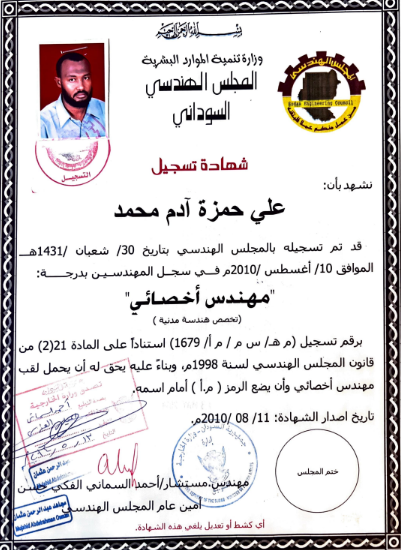 بسم الله الرحمن الرحيم
وزارة تنمية الموارد البشرية
المجلس الهندسي
السوداني
المجلس الهندسي
SUDAN ENGINEERING COUNCIL
التسجيل
شهادة تسجيل
نشهد بأن:
علي حمزة آدم محمد
قد تم تسجيله بالمجلس الهندسي بتاريخ 30/ شعبان /1431هـ
الموافق 10/ أغسطس /2010م في سجل المهندسين بدرجة:
"مهندس أخصائي"
(تخصص هندسة مدنية )
برقم تسجيل (م هـ/ س م / م أ/ 1679) استناداً على المادة 21(2) من
قانون المجلس الهندسي لسنة 1998م، وبناءً عليه يحق له أن يحمل لقب
مهندس أخصائي وأن يضع الرمز (م.أ ) أمام اسمه.
تاريخ اصدار الشهادة: 11/ 08 /2010م.
ختم المجلس
مهندس مستشار/أحمد السماني الفكي حسن
أمين عام المجلس الهندسي
أي كشط أو تعديل يلغي هذه الشهادة.